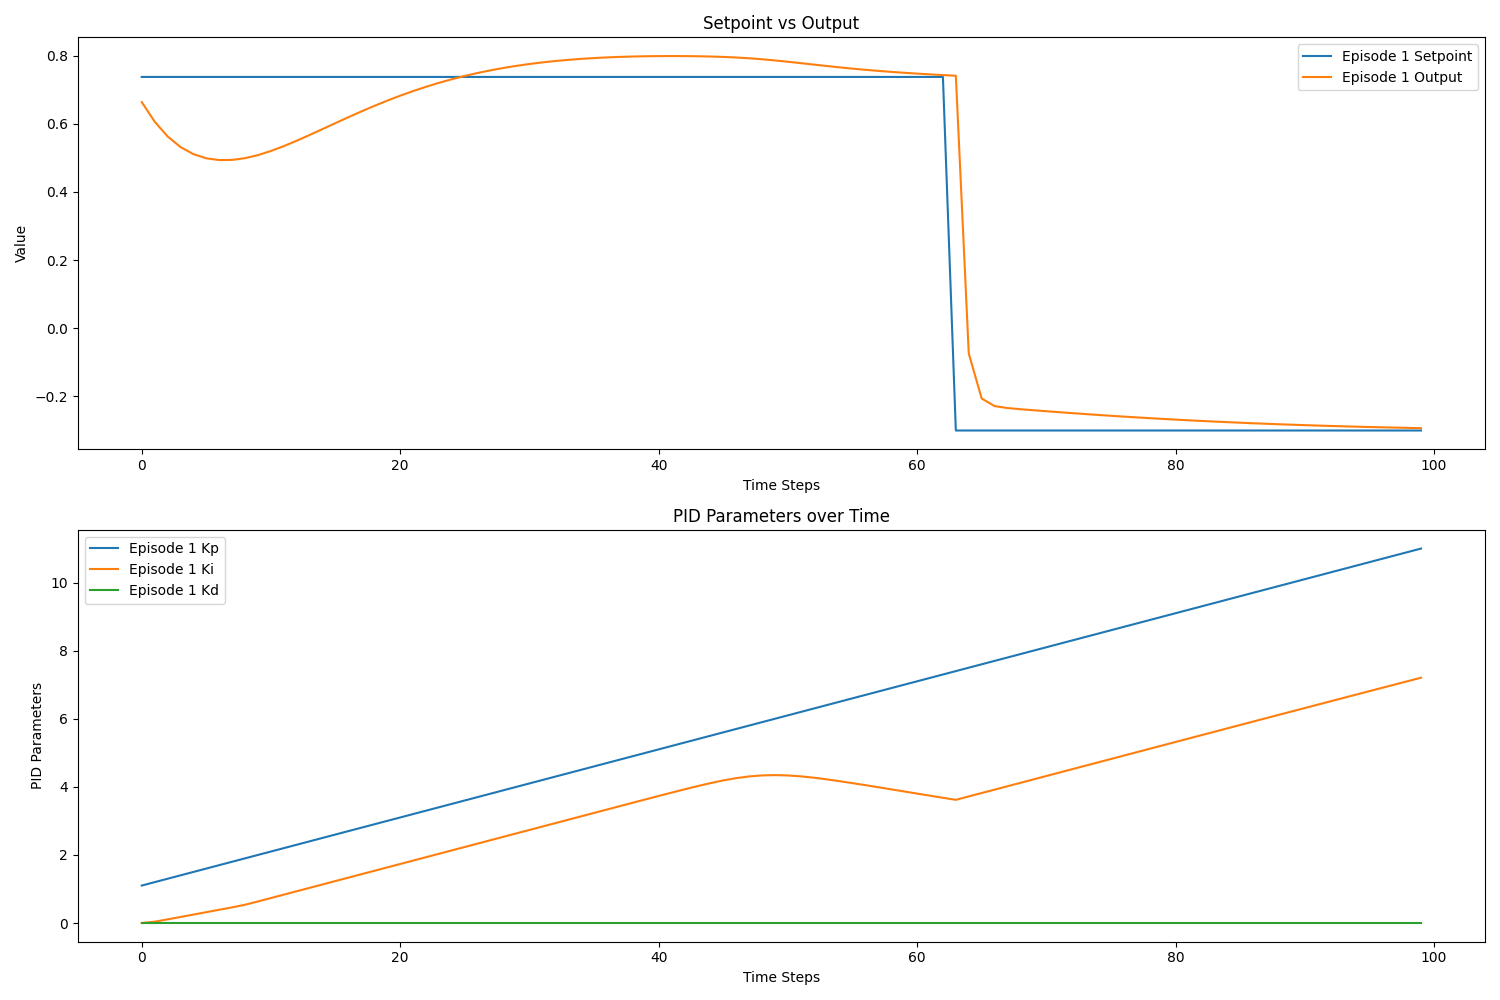 Setpoint vs Output
Episode 1 Setpoint
Episode 1 Output
Value
0.8
0.6
0.4
0.2
0.0
−0.2
0 20 40 60 80 100
Time Steps
PID Parameters over Time
Episode 1 Kp
Episode 1 Ki
Episode 1 Kd
PID Parameters
10
8
6
4
2
0
0 20 40 60 80 100
Time Steps